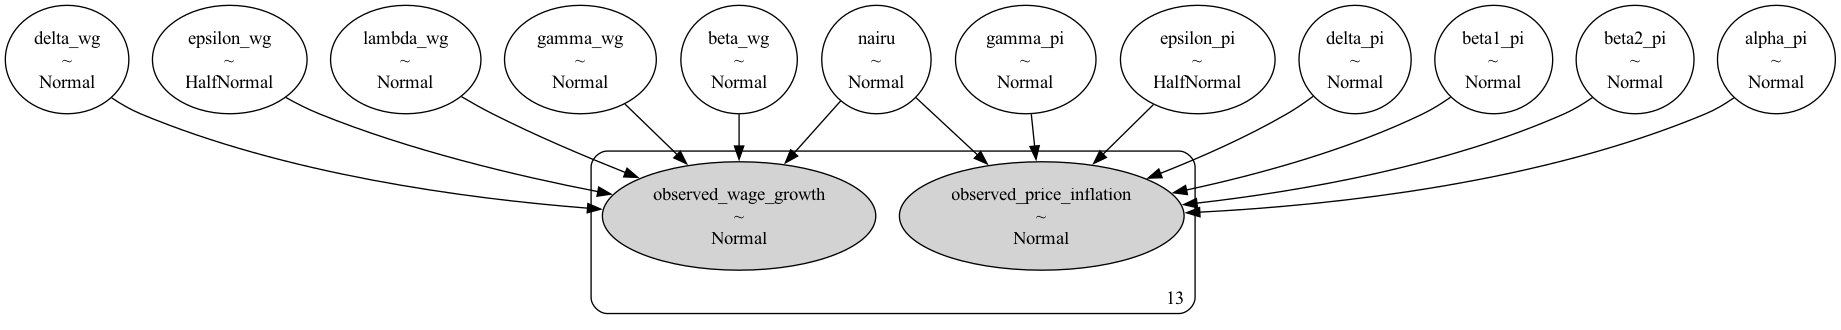 delta_wg
~
Normal
epsilon_wg
~
HalfNormal
lambda_wg
~
Normal
gamma_wg
~
Normal
beta_wg
~
Normal
nairu
~
Normal
gamma_pi
~
Normal
epsilon_pi
~
HalfNormal
delta_pi
~
Normal
beta1_pi
~
Normal
beta2_pi
~
Normal
alpha_pi
~
Normal
observed_wage_growth
~
Normal
observed_price_inflation
~
Normal
13